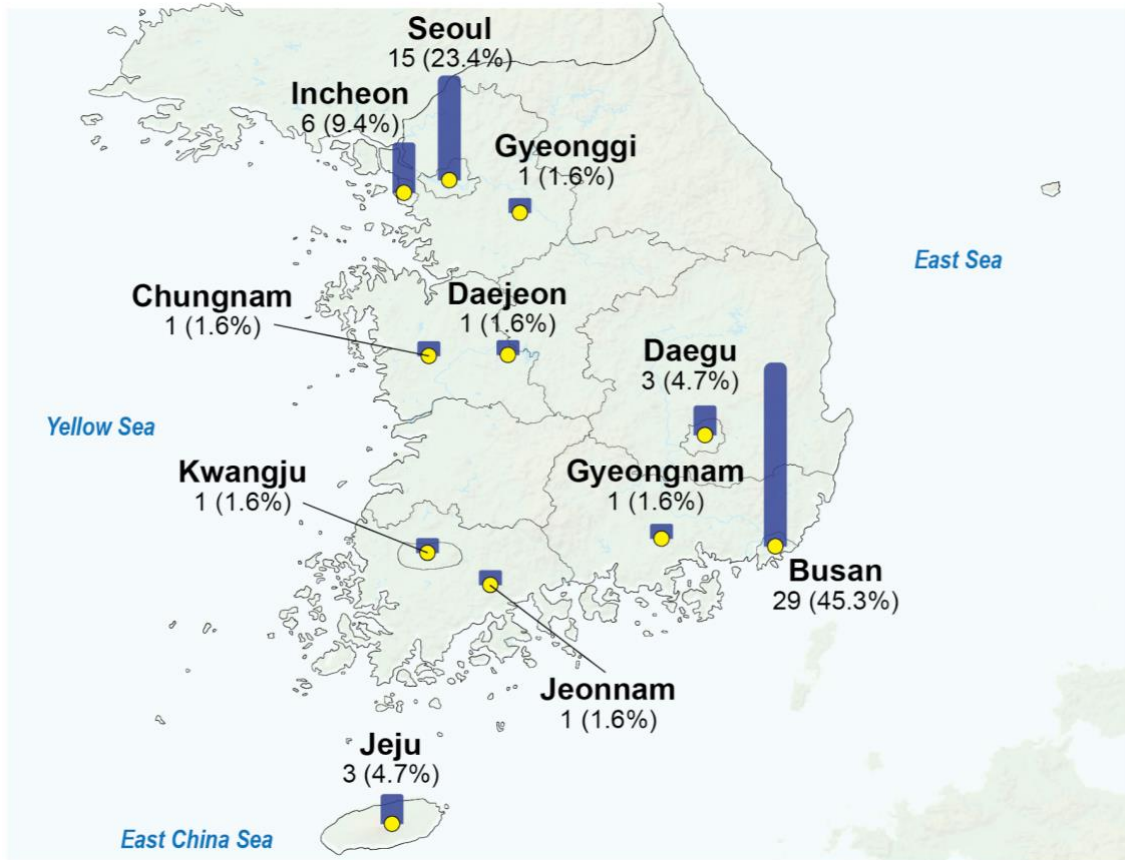 Seoul
15 (23.4%)
Incheon
6 (9.4%)
Gyeonggi
1 (1.6%)
East Sea
Chungnam
1 (1.6%)
Daejeon
1 (1.6%)
Daegu
3 (4.7%)
Yellow Sea
Kwangju
1 (1.6%)
Gyeongnam
1 (1.6%)
Busan
29 (45.3%)
Jeonnam
1 (1.6%)
Jeju
3 (4.7%)
East China Sea